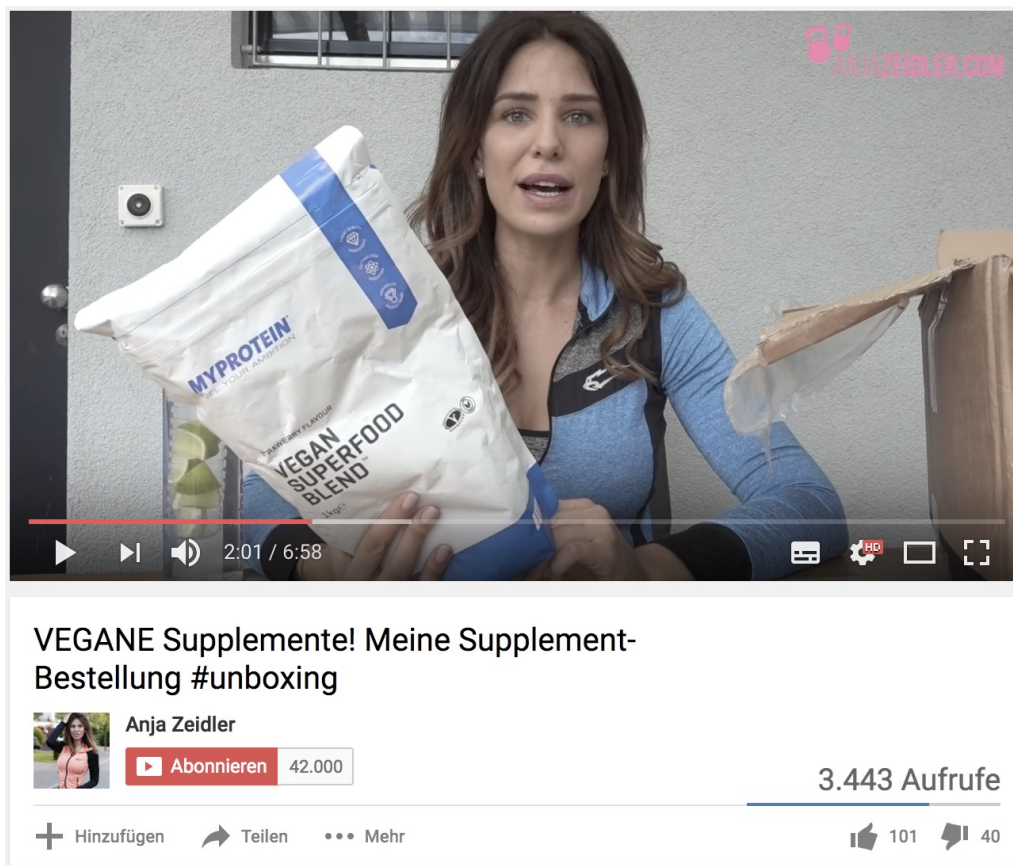 ANJAZEIDLER.COM
MYPROTEIN
FUEL YOUR AMBITION
STRAWBERRY FLAVOUR
VEGAN
SUPERFOOD
BLEND™
1kg e
2:01 / 6:58
HD
VEGANE Supplemente! Meine Supplement-
Bestellung #unboxing
Anja Zeidler
Abonnieren 42.000
3.443 Aufrufe
Hinzufügen Teilen Mehr 101 40